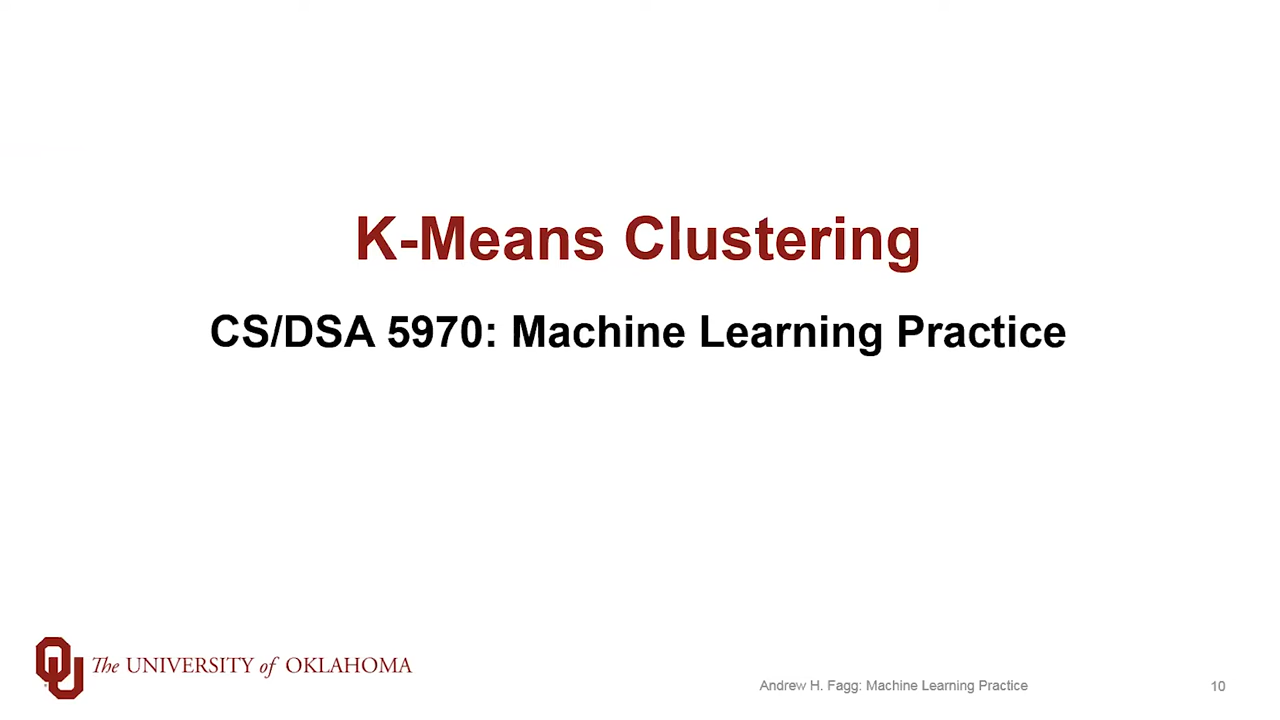 K-Means Clustering
CS/DSA 5970: Machine Learning Practice
The UNIVERSITY of OKLAHOMA
Andrew H. Fagg: Machine Learning Practice
10